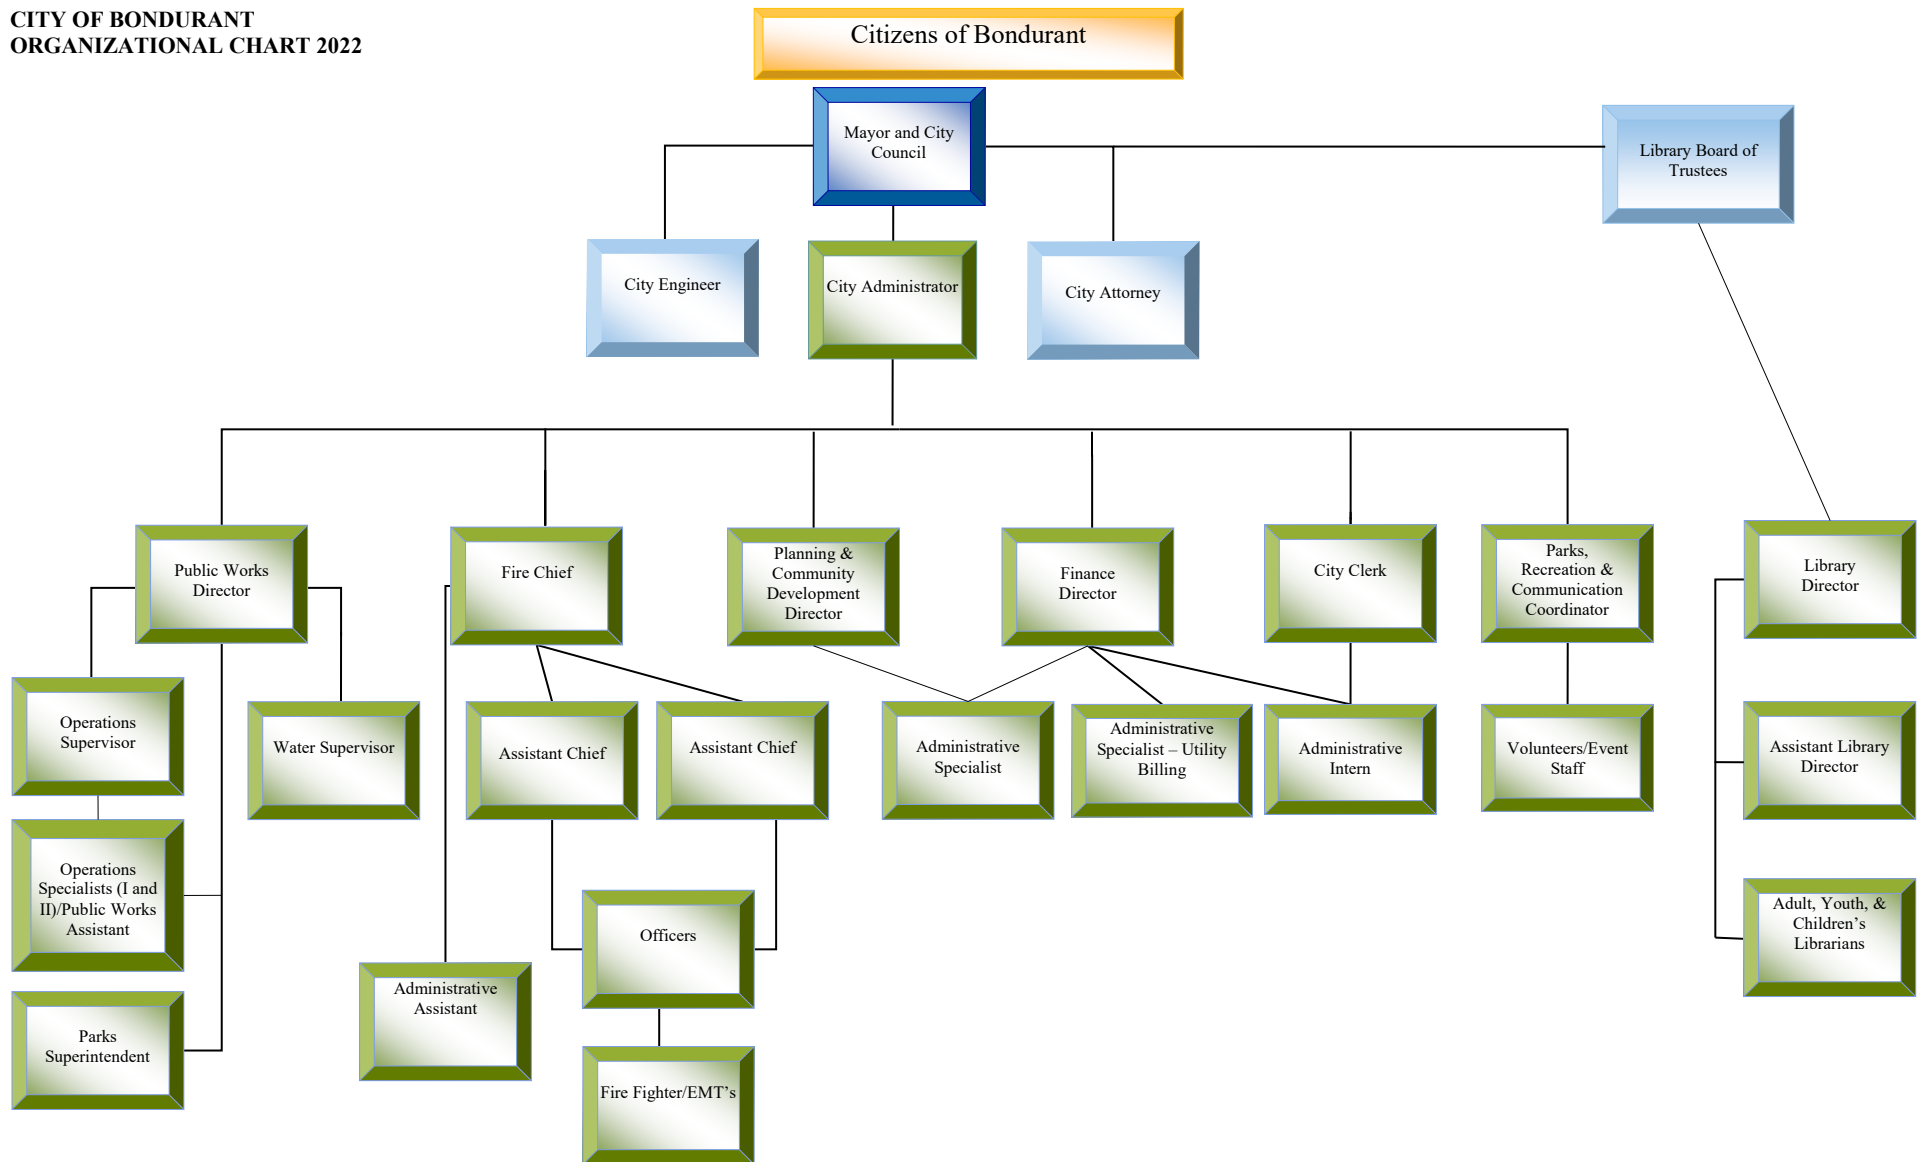 CITY OF BONDURANT
ORGANIZATIONAL CHART 2022
Citizens of Bondurant
Mayor and City
Council
Library Board of
Trustees
City Engineer
City Administrator
City Attorney
Public Works
Director
Fire Chief
Planning &
Community
Development
Director
Finance
Director
City Clerk
Parks,
Recreation &
Communication
Coordinator
Library
Director
Operations
Supervisor
Water Supervisor
Assistant Chief
Assistant Chief
Administrative
Specialist
Administrative
Specialist – Utility
Billing
Administrative
Intern
Volunteers/Event
Staff
Assistant Library
Director
Operations
Specialists (I and
II)/Public Works
Assistant
Officers
Adult, Youth, &
Children’s
Librarians
Administrative
Assistant
Parks
Superintendent
Fire Fighter/EMT’s